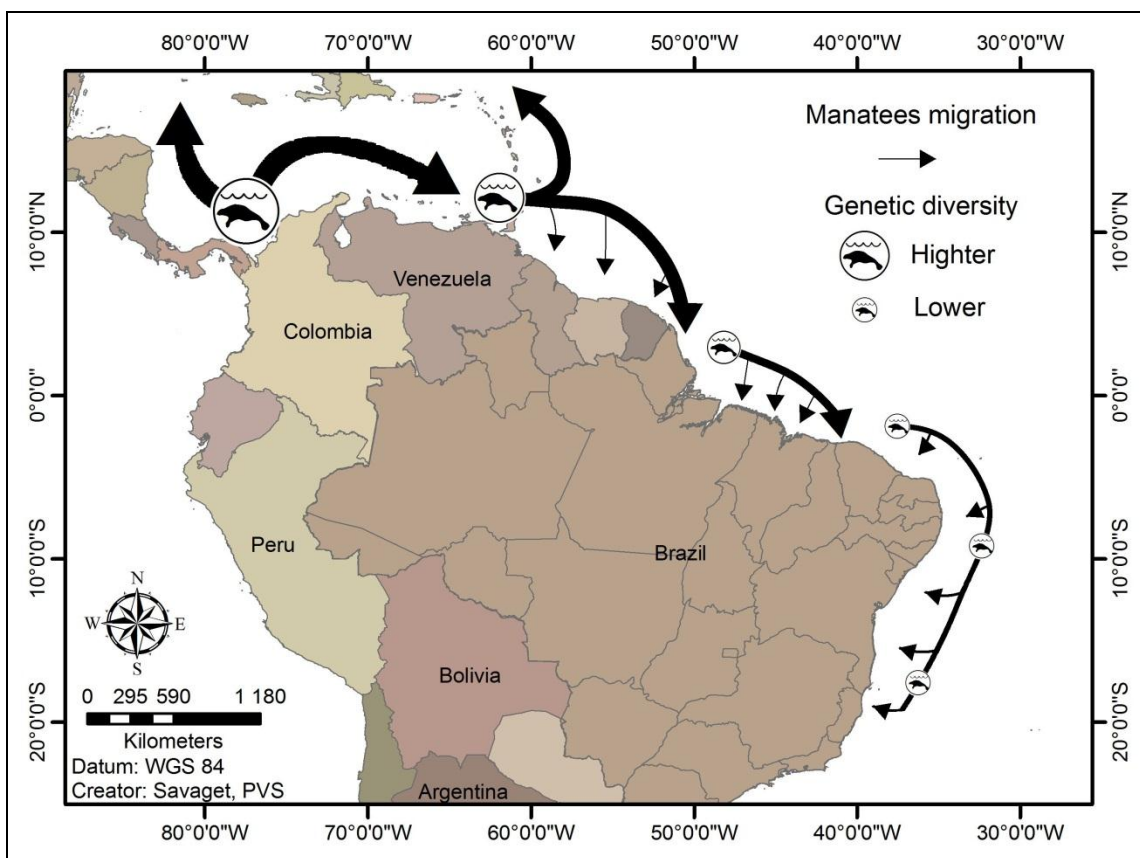 80°0'0"W 70°0'0"W 60°0'0"W 50°0'0"W 40°0'0"W 30°0'0"W
Manatees migration
Genetic diversity
Highter
Lower
10°0'0"N
0°0'0"
10°0'0"S
20°0'0"S
10°0'0"N
0°0'0"
10°0'0"S
20°0'0"S
Venezuela
Colombia
Peru
Brazil
Bolivia
Argentina
N
W E
S
0 295 590 1 180
Kilometers
Datum: WGS 84
Creator: Savaget, PVS
80°0'0"W 70°0'0"W 60°0'0"W 50°0'0"W 40°0'0"W 30°0'0"W